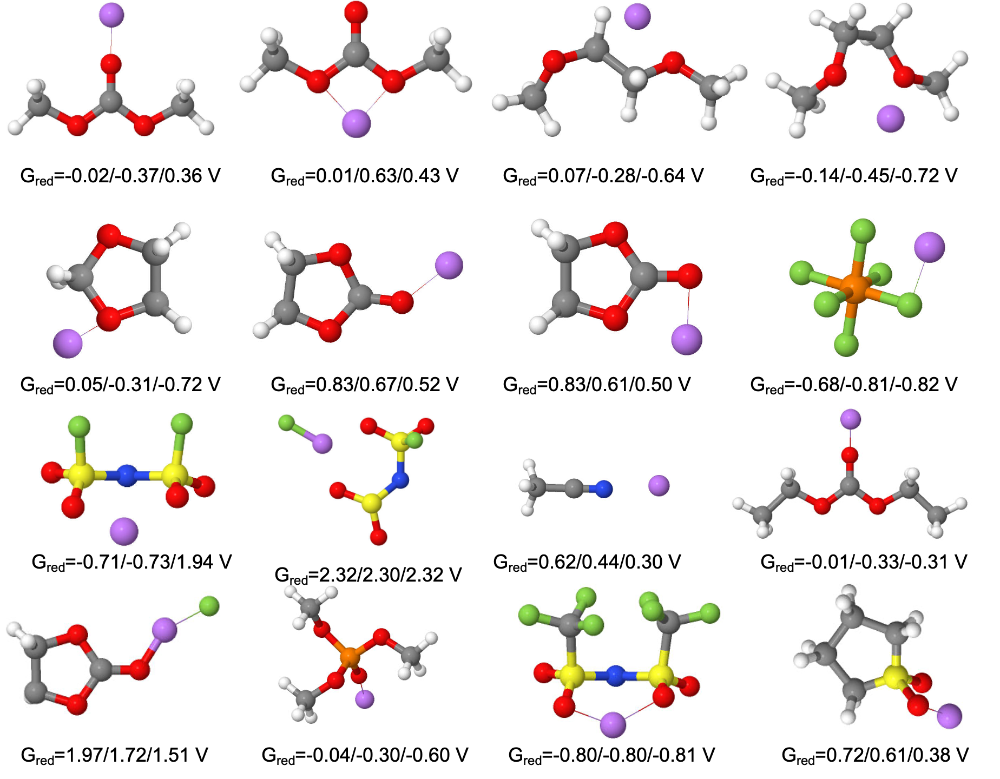 Gred=-0.02/-0.37/0.36 V
Gred=0.01/0.63/0.43 V
Gred=0.07/-0.28/-0.64 V
Gred=-0.14/-0.45/-0.72 V
Gred=0.05/-0.31/-0.72 V
Gred=0.83/0.67/0.52 V
Gred=0.83/0.61/0.50 V
Gred=-0.68/-0.81/-0.82 V
Gred=-0.71/-0.73/1.94 V
Gred=2.32/2.30/2.32 V
Gred=0.62/0.44/0.30 V
Gred=-0.01/-0.33/-0.31 V
Gred=1.97/1.72/1.51 V
Gred=-0.04/-0.30/-0.60 V
Gred=-0.80/-0.80/-0.81 V
Gred=0.72/0.61/0.38 V